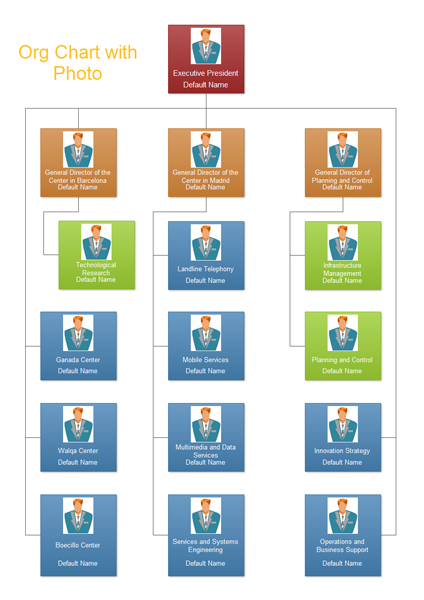 Org Chart with
Photo
Executive President
Default Name
General Director of the
Center in Barcelona
Default Name
General Director of the
Center in Madrid
Default Name
General Director of
Planning and Control
Default Name
Technological
Research
Default Name
Landline Telephony
Default Name
Infrastructure
Management
Default Name
Ganada Center
Default Name
Mobile Services
Default Name
Planning and Control
Default Name
Walqa Center
Default Name
Multimedia and Data
Services
Default Name
Innovation Strategy
Default Name
Boecillo Center
Default Name
Services and Systems
Engineering
Default Name
Operations and
Business Support
Default Name